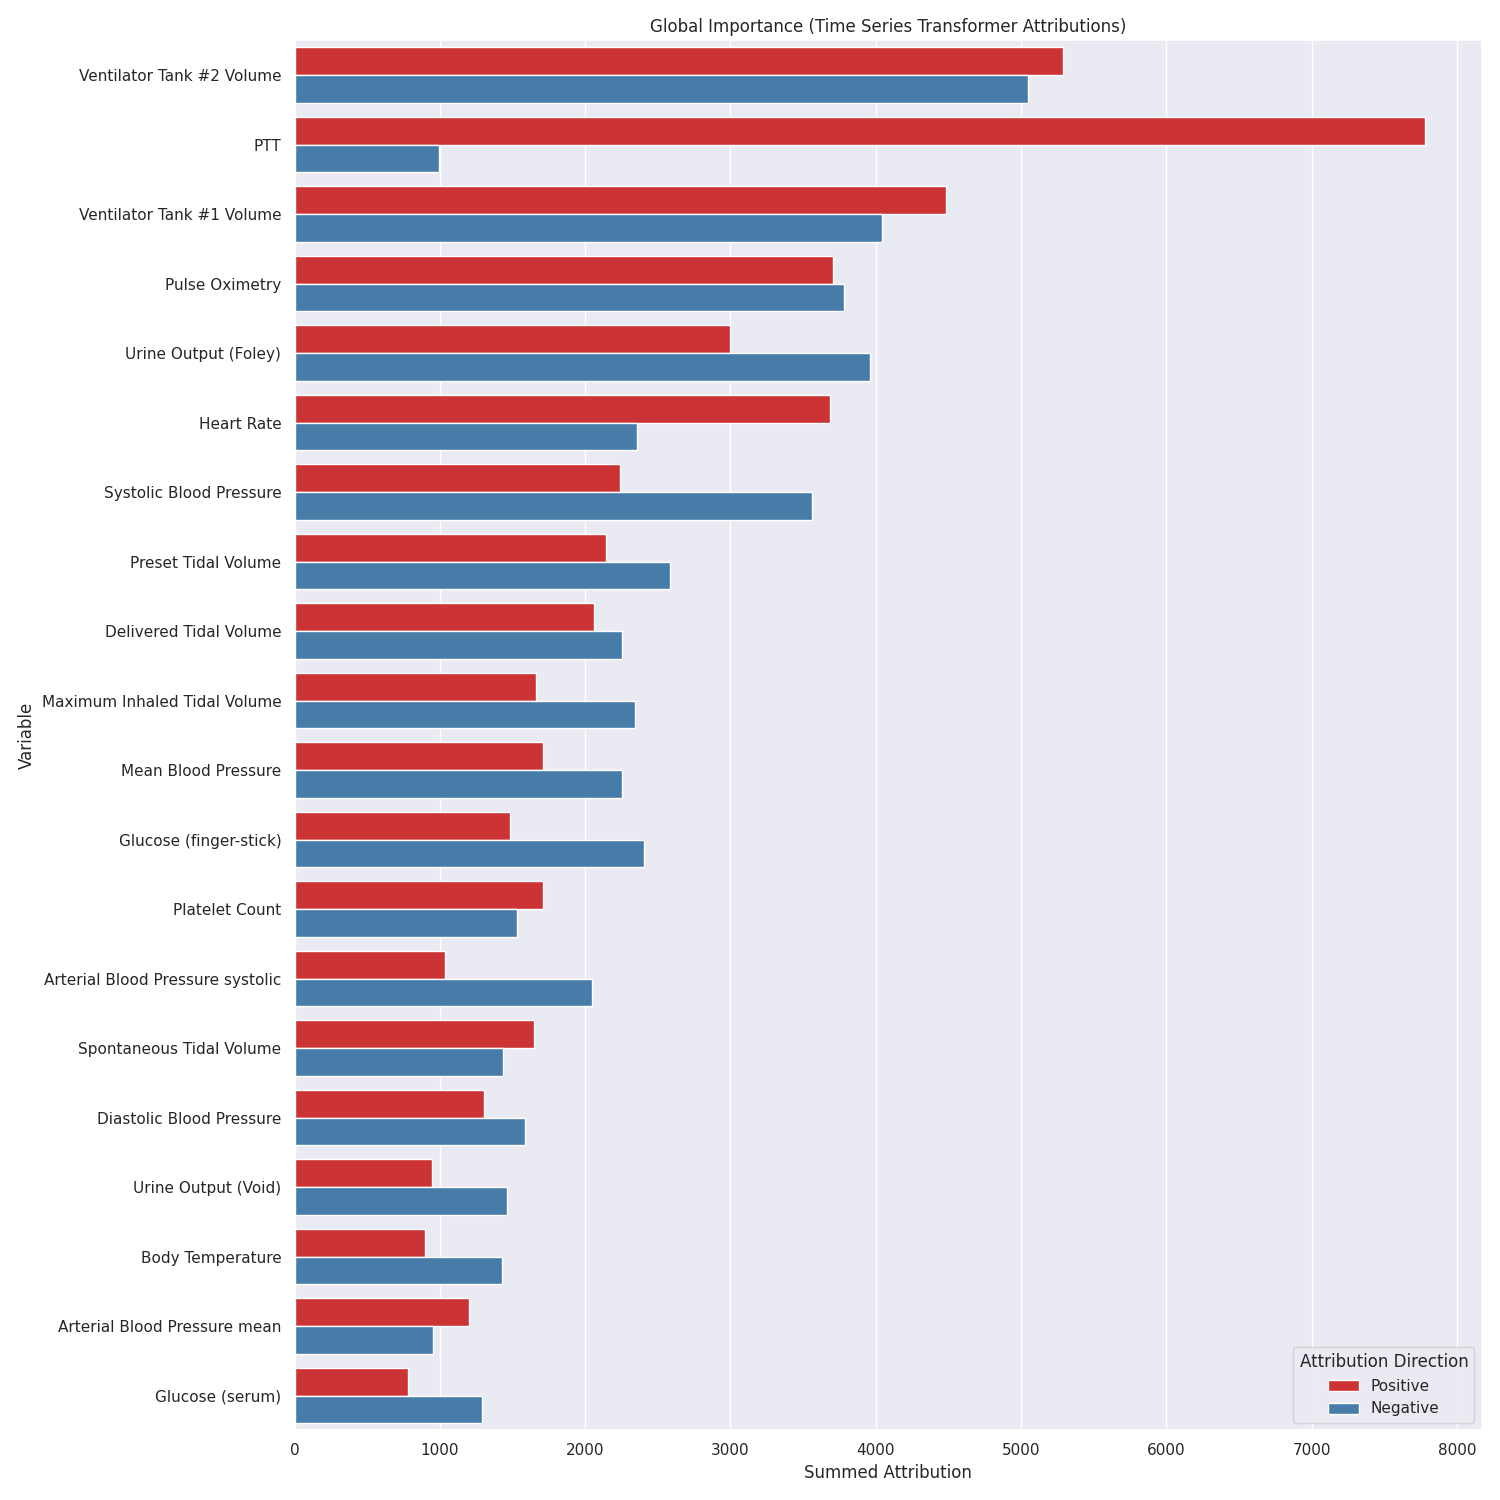 Global Importance (Time Series Transformer Attributions)
Variable
Ventilator Tank #2 Volume
PTT
Ventilator Tank #1 Volume
Pulse Oximetry
Urine Output (Foley)
Heart Rate
Systolic Blood Pressure
Preset Tidal Volume
Delivered Tidal Volume
Maximum Inhaled Tidal Volume
Mean Blood Pressure
Glucose (finger-stick)
Platelet Count
Arterial Blood Pressure systolic
Spontaneous Tidal Volume
Diastolic Blood Pressure
Urine Output (Void)
Body Temperature
Arterial Blood Pressure mean
Glucose (serum)
Attribution Direction
Positive
Negative
0 1000 2000 3000 4000 5000 6000 7000 8000
Summed Attribution